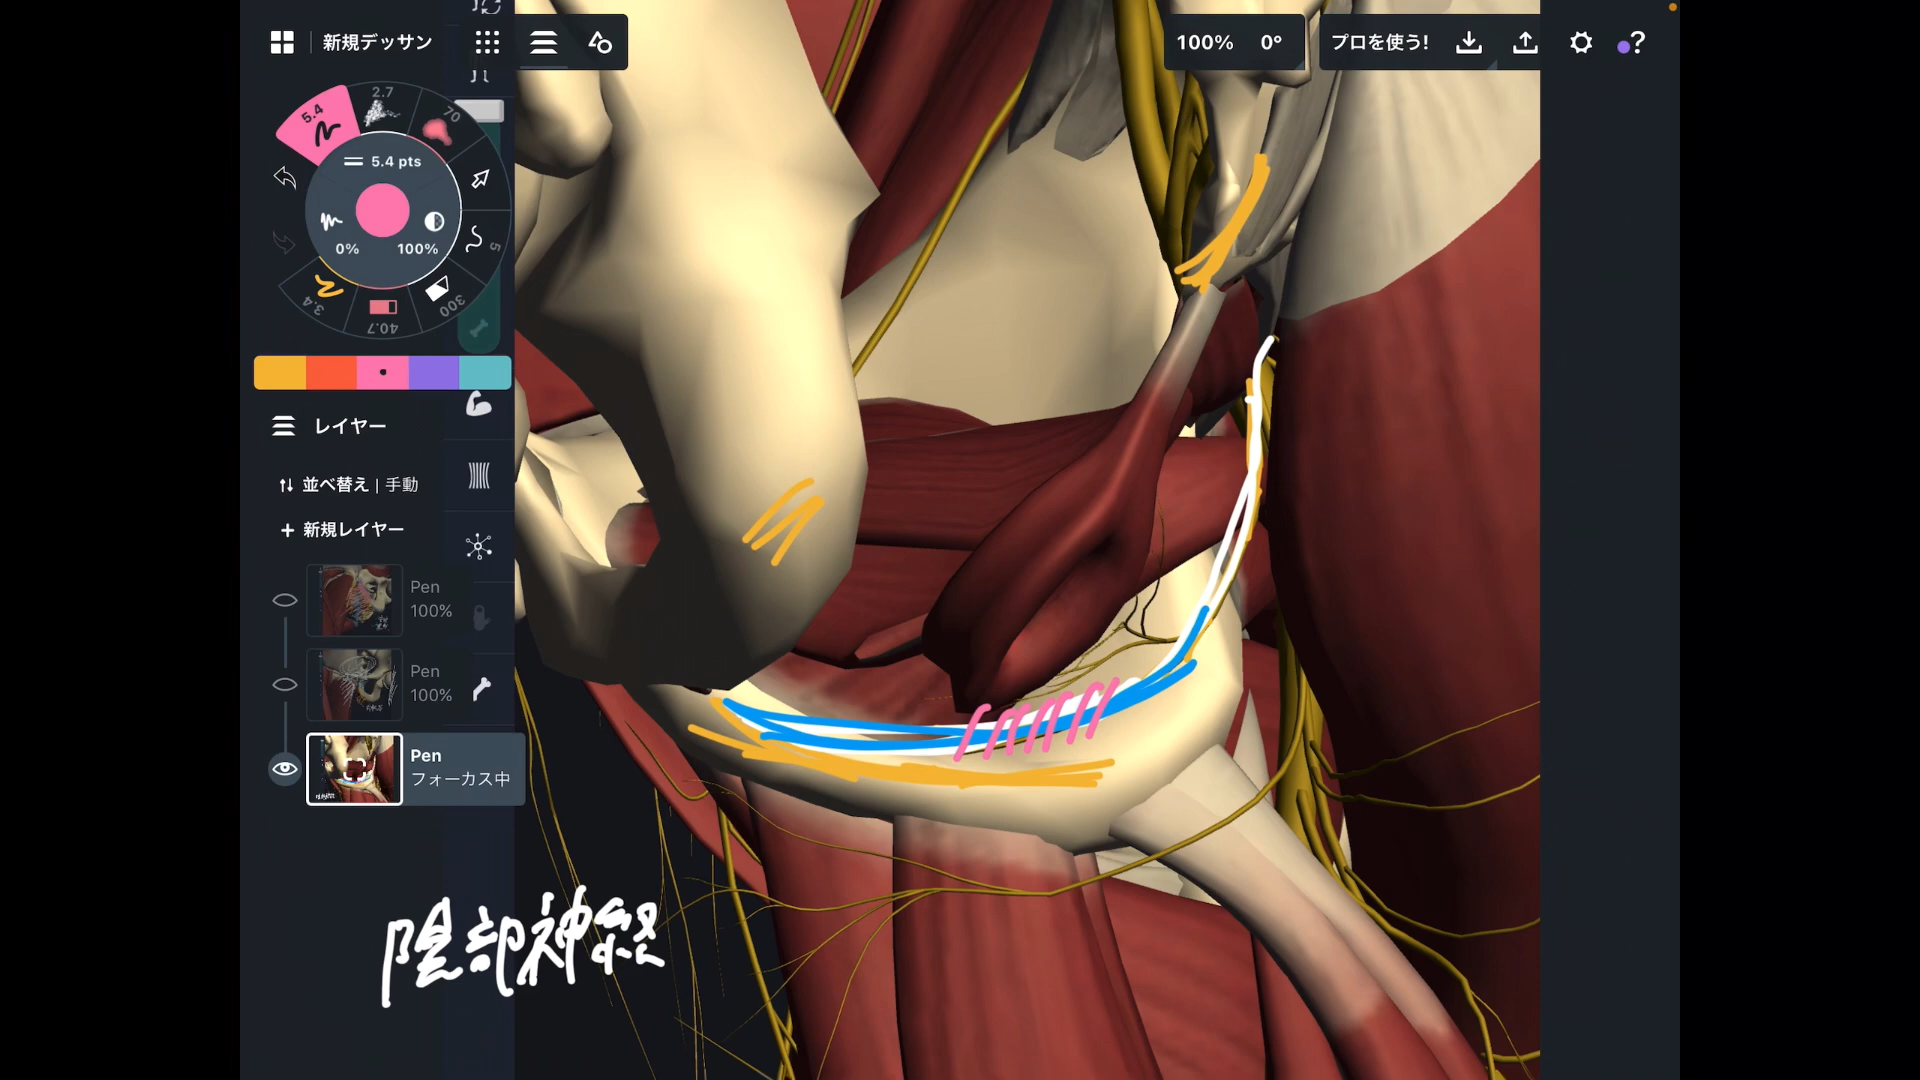 新規デッサン
100% 0°
プロを使う!
?
2.7
5.4
70
5.4 pts
0% 100%
5
3.4
40.7
300
レイヤー
並べ替え | 手動
+ 新規レイヤー
Pen
100%
Pen
100%
Pen
フォーカス中
陰部神経